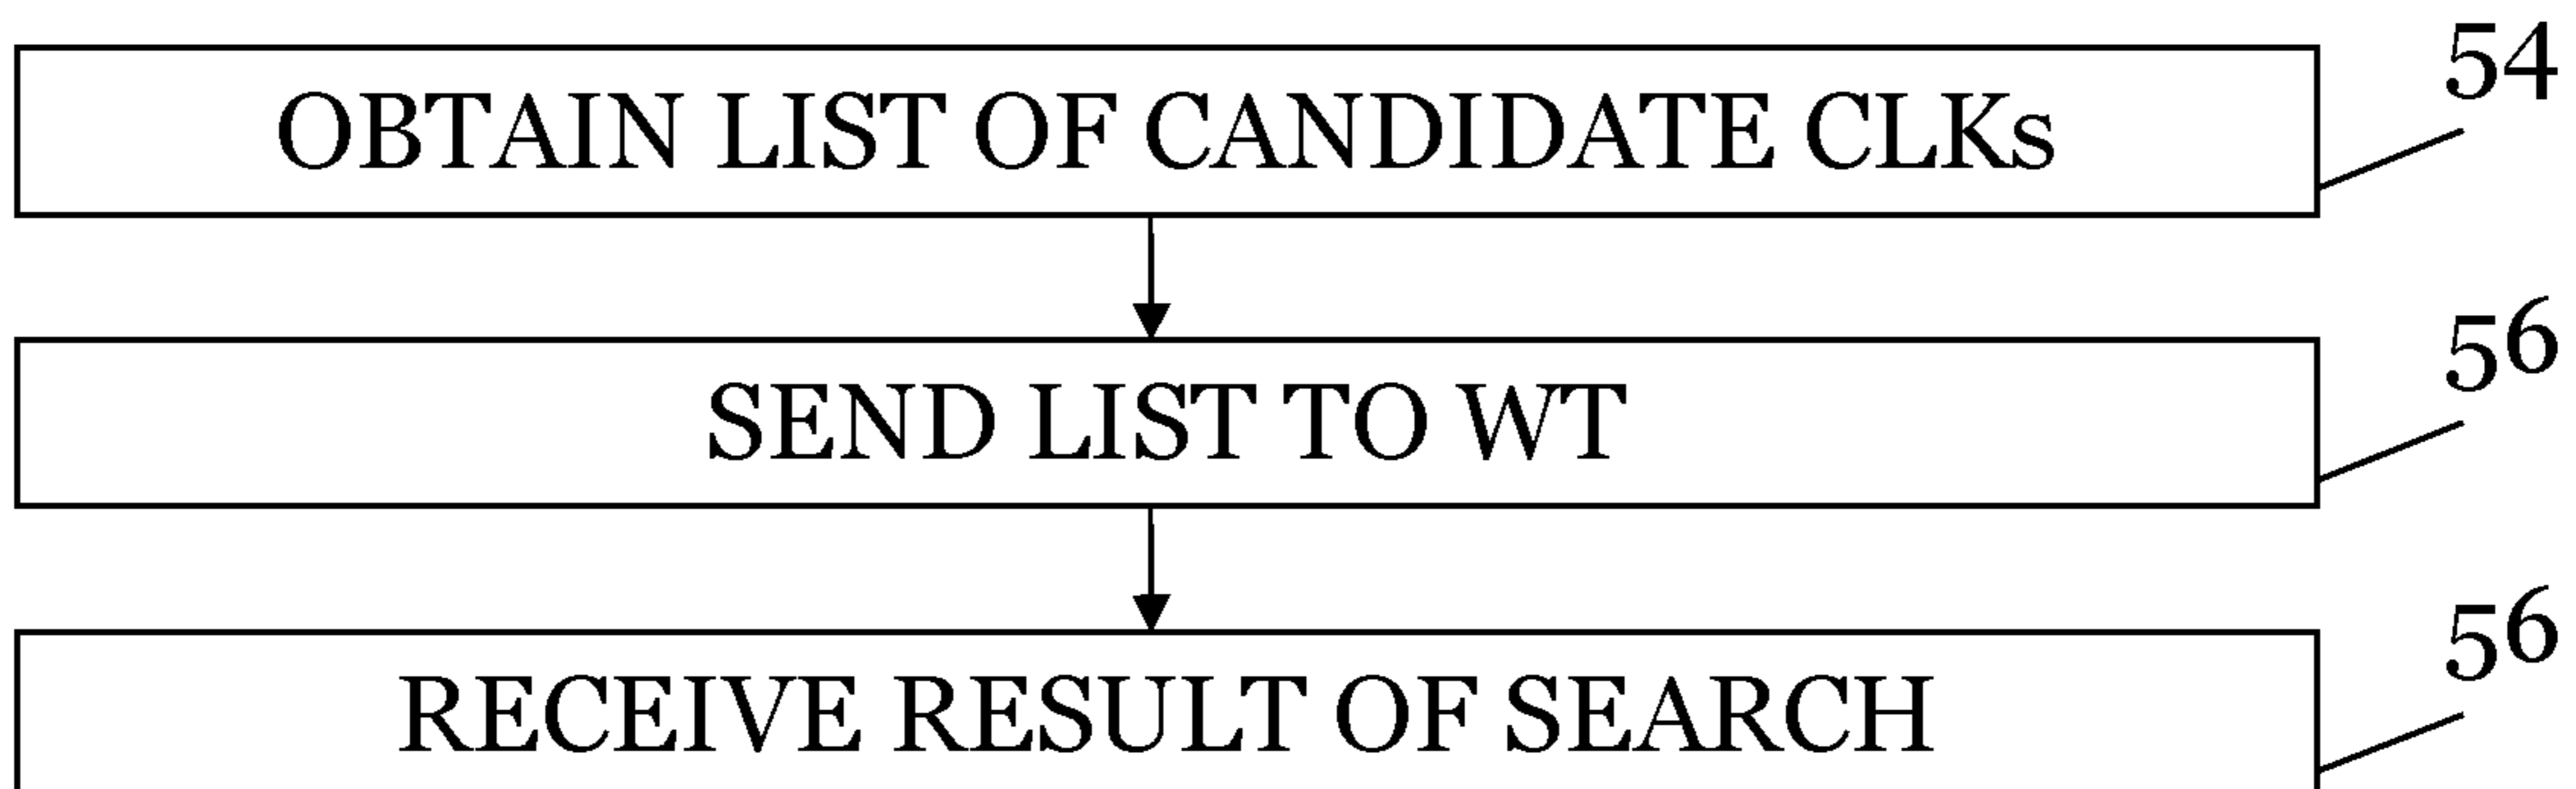 OBTAIN LIST OF CANDIDATE CLKs
54
SEND LIST TO WT
56
RECEIVE RESULT OF SEARCH
56